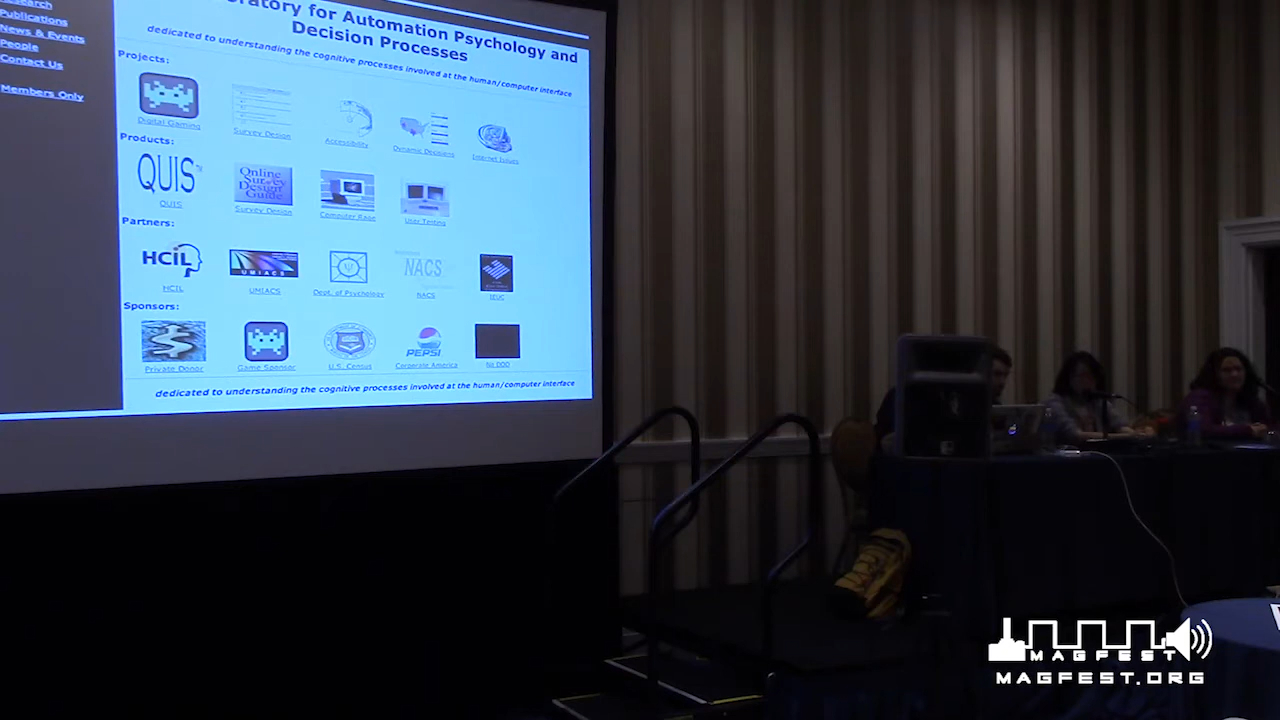 Publications
News & Events
People
Contact Us
Members Only
for Automation Psychology and
Decision Processes
dedicated to understanding the cognitive processes involved at the human/computer interface
Projects:
Digital Gaming
Survey Design
Accessibility
Dynamic Decisions
Internet Issues
Products:
QUIS™
Online
Survey
Design
Guide
QUIS
Survey Design
Computer Rage
User Testing
Partners:
HCIL
UMIACS
NACS
HCIL
UMIACS
Dept. of Psychology
NACS
Sponsors:
PEPSI
Private Donor
Game Sponsor
U.S. Census
Corporate America
No DOD
dedicated to understanding the cognitive processes involved at the human/computer interface
MAGFEST
MAGFEST.ORG